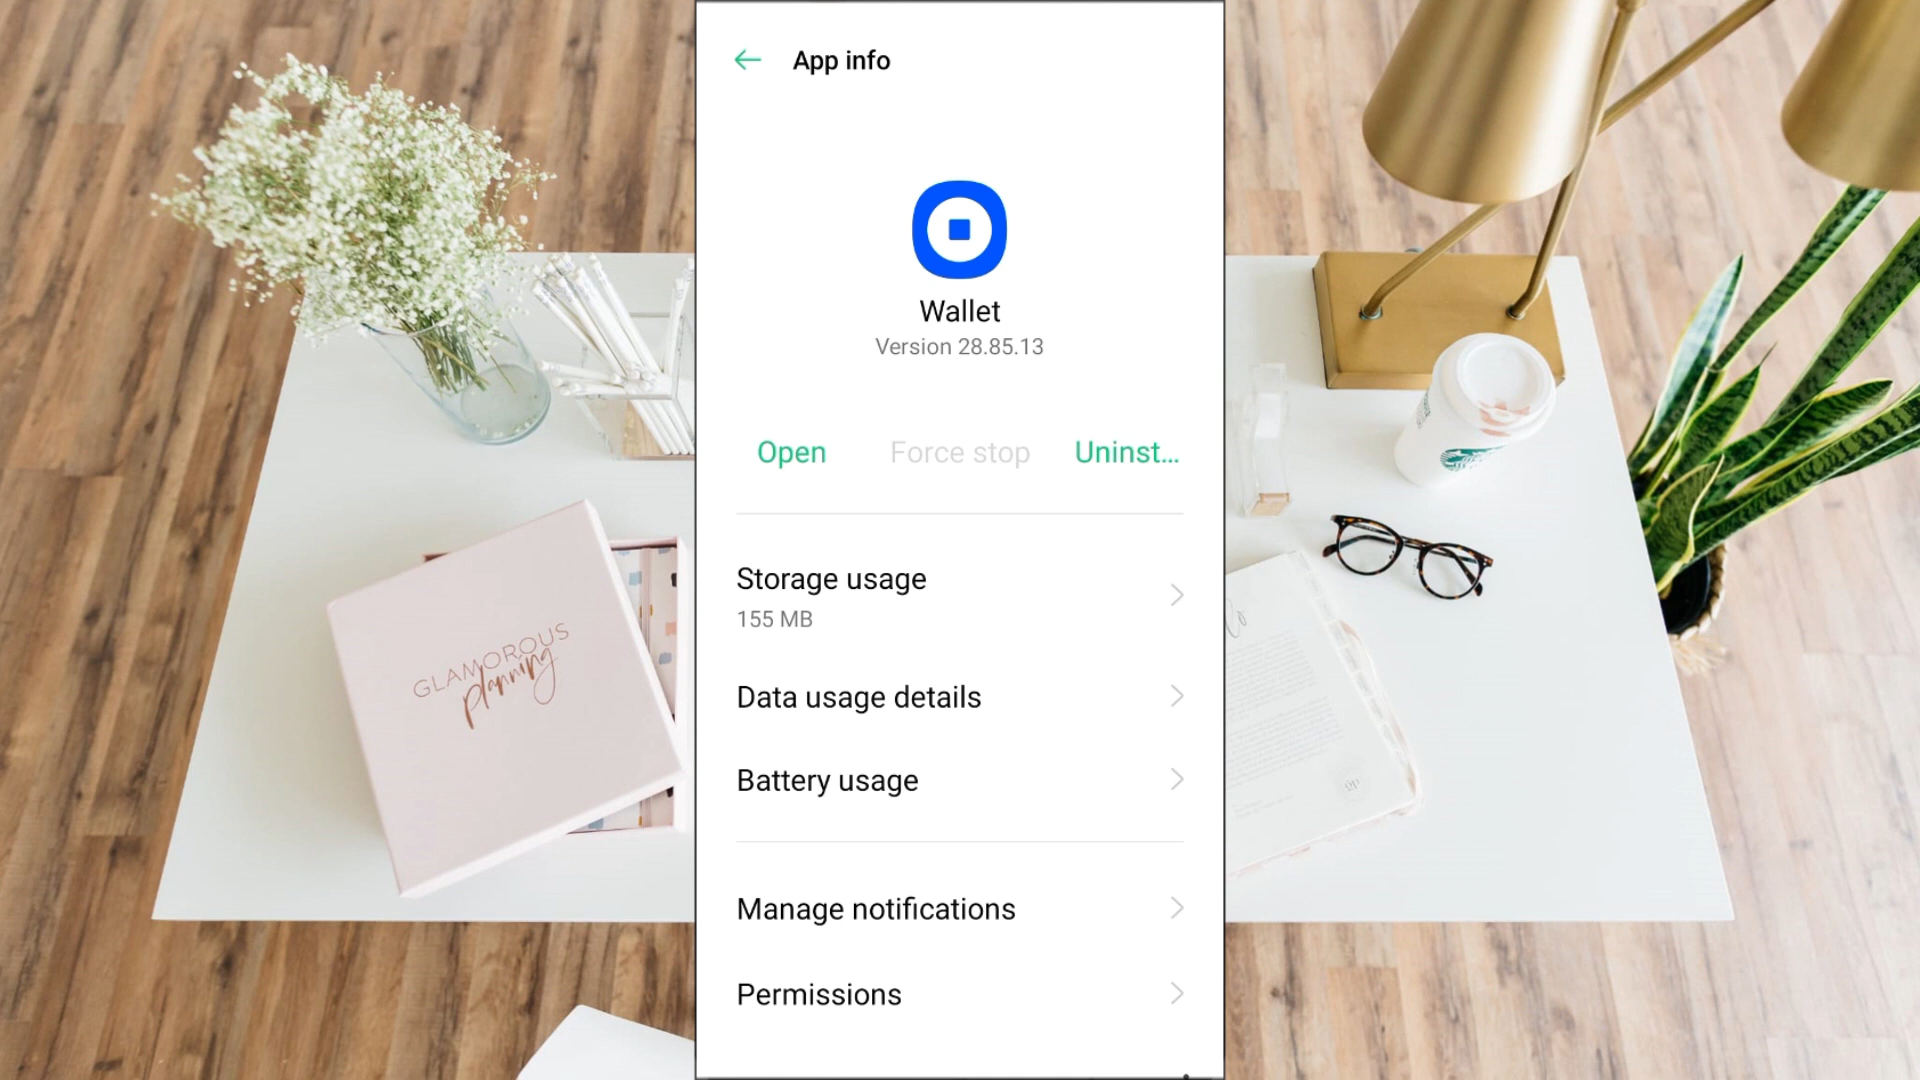 App info
Wallet
Version 28.85.13
Open
Force stop
Uninst...
Storage usage
155 MB
Data usage details
Battery usage
Manage notifications
Permissions
GLAMOROUS
planning
gp